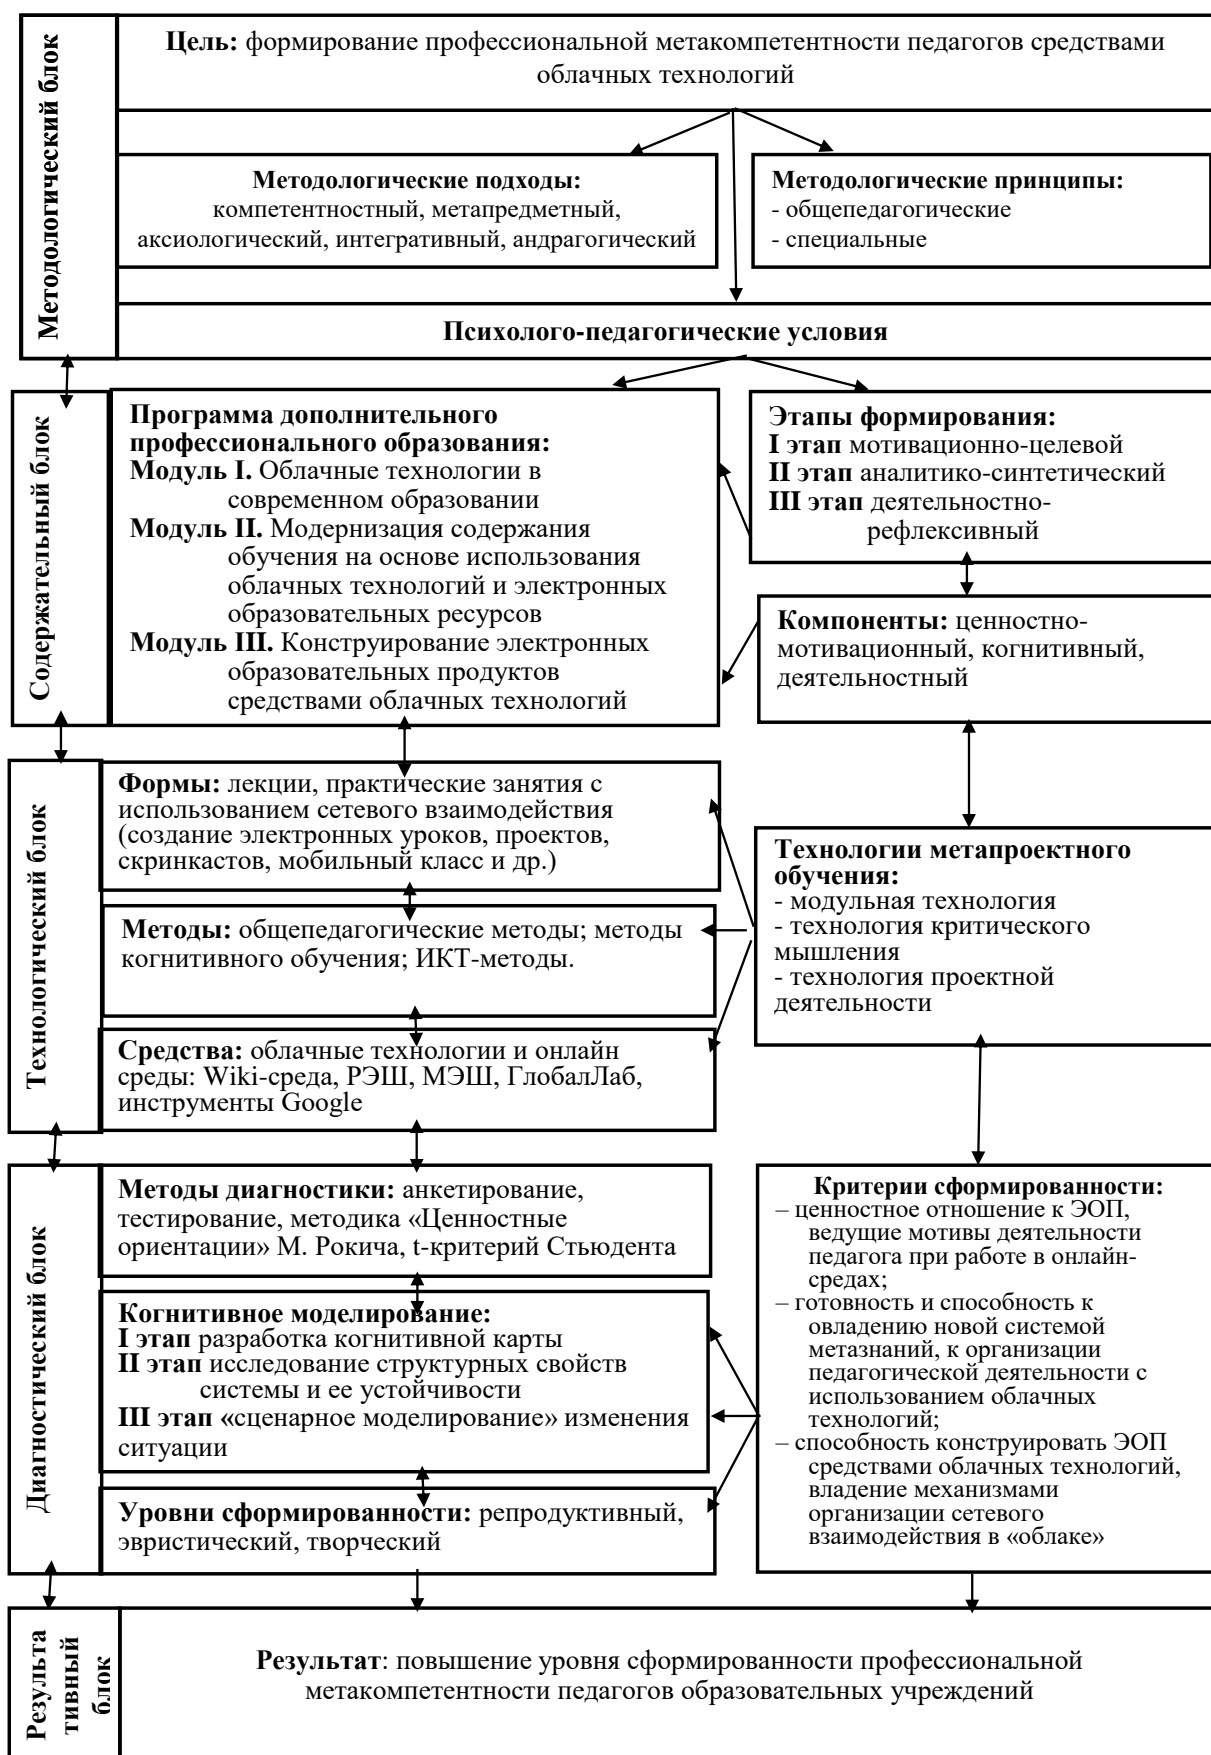 Методологический блок
Цель: формирование профессиональной метакомпетентности педагогов средствами
облачных технологий
Методологические подходы:
компетентностный, метапредметный,
аксиологический, интегративный, андрагогический
Методологические принципы:
- общепедагогические
- специальные
Психолого-педагогические условия
Содержательный блок
Программа дополнительного
профессионального образования:
Модуль I. Облачные технологии в
современном образовании
Модуль II. Модернизация содержания
обучения на основе использования
облачных технологий и электронных
образовательных ресурсов
Модуль III. Конструирование электронных
образовательных продуктов
средствами облачных технологий
Этапы формирования:
I этап мотивационно-целевой
II этап аналитико-синтетический
III этап деятельностно-
рефлексивный
Компоненты: ценностно-
мотивационный, когнитивный,
деятельностный
Технологический блок
Формы: лекции, практические занятия с
использованием сетевого взаимодействия
(создание электронных уроков, проектов,
скринкастов, мобильный класс и др.)
Методы: общепедагогические методы; методы
когнитивного обучения; ИКТ-методы.
Средства: облачные технологии и онлайн
среды: Wiki-среда, РЭШ, МЭШ, ГлобалЛаб,
инструменты Google
Технологии метапроектного
обучения:
- модульная технология
- технология критического
мышления
- технология проектной
деятельности
Диагностический блок
Методы диагностики: анкетирование,
тестирование, методика «Ценностные
ориентации» М. Рокича, t-критерий Стьюдента
Когнитивное моделирование:
I этап разработка когнитивной карты
II этап исследование структурных свойств
системы и ее устойчивости
III этап «сценарное моделирование» изменения
ситуации
Уровни сформированности: репродуктивный,
эвристический, творческий
Критерии сформированности:
– ценностное отношение к ЭОП,
ведущие мотивы деятельности
педагога при работе в онлайн-
средах;
– готовность и способность к
овладению новой системой
метазнаний, к организации
педагогической деятельности с
использованием облачных
технологий;
– способность конструировать ЭОП
средствами облачных технологий,
владение механизмами
организации сетевого
взаимодействия в «облаке»
Результа
тивный
блок
Результат: повышение уровня сформированности профессиональной
метакомпетентности педагогов образовательных учреждений